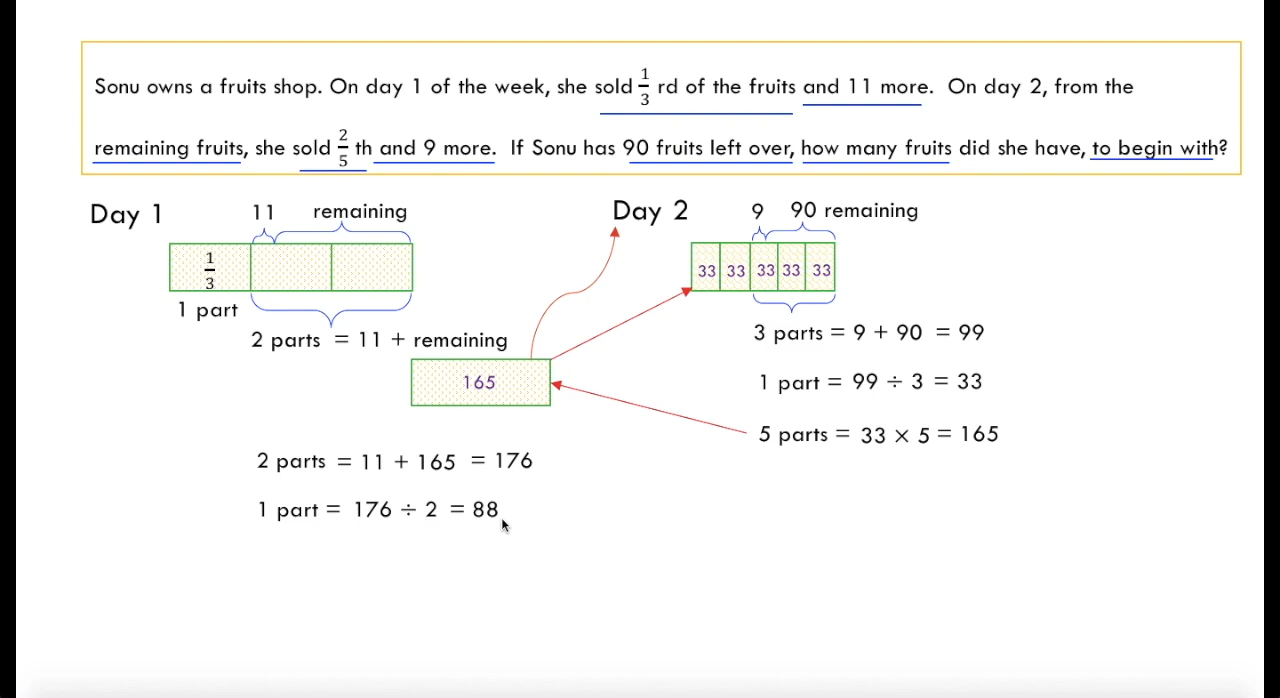 Sonu owns a fruits shop. On day 1 of the week, she sold 1/3 rd of the fruits and 11 more. On day 2, from the
remaining fruits, she sold 2/5 th and 9 more. If Sonu has 90 fruits left over, how many fruits did she have, to begin with?
Day 1
11 remaining
1/3
1 part
2 parts = 11 + remaining
165
2 parts = 11 + 165 = 176
1 part = 176 ÷ 2 = 88
Day 2
9 90 remaining
33 33 33 33 33
3 parts = 9 + 90 = 99
1 part = 99 ÷ 3 = 33
5 parts = 33 × 5 = 165